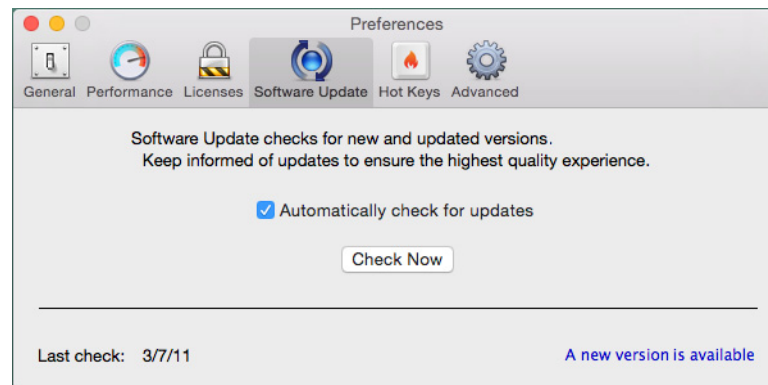 Preferences
General Performance Licenses Software Update Hot Keys Advanced
Software Update checks for new and updated versions.
Keep informed of updates to ensure the highest quality experience.
Automatically check for updates
Check Now
Last check: 3/7/11 A new version is available